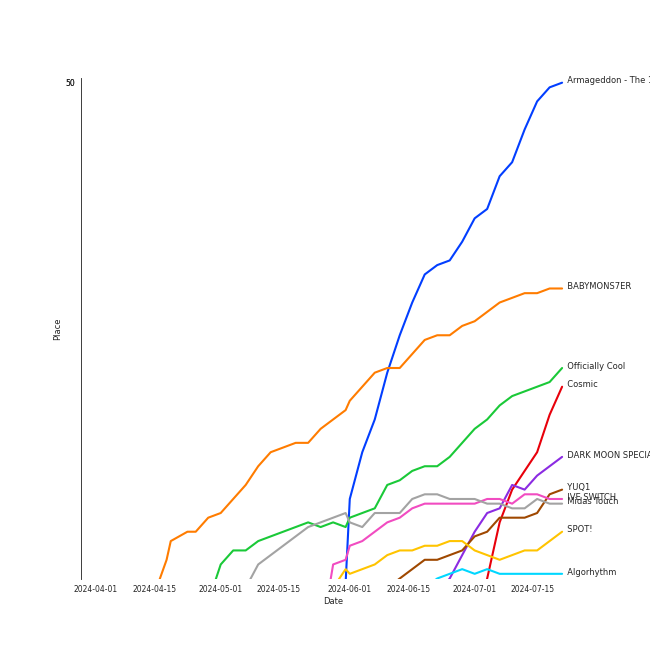 50
Armageddon - The
BABYMONS7ER
Place
Officially Cool
Cosmic
DARK MOON SPECIA
YUQ1
IVE SWITCH
Midas Touch
SPOT!
Algorhythm
2024-04-01 2024-04-15 2024-05-01 2024-05-15 2024-06-01 2024-06-15 2024-07-01 2024-07-15
Date